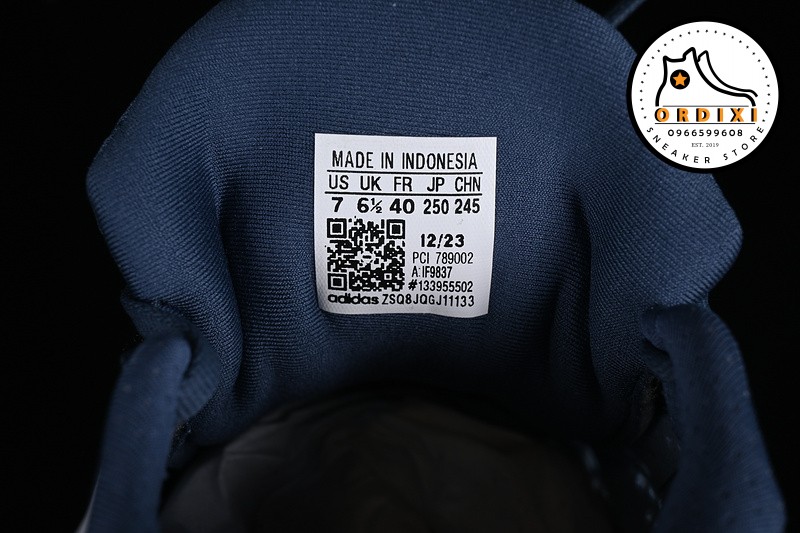 ORDIXI
0966599608
EST. 2019
SNEAKER STORE
MADE IN INDONESIA
US UK FR JP CHN
7 6½ 40 250 245
12/23
PCI 789002
A:IF9837
#133955502
adidas ZSQ8JQGJ11133